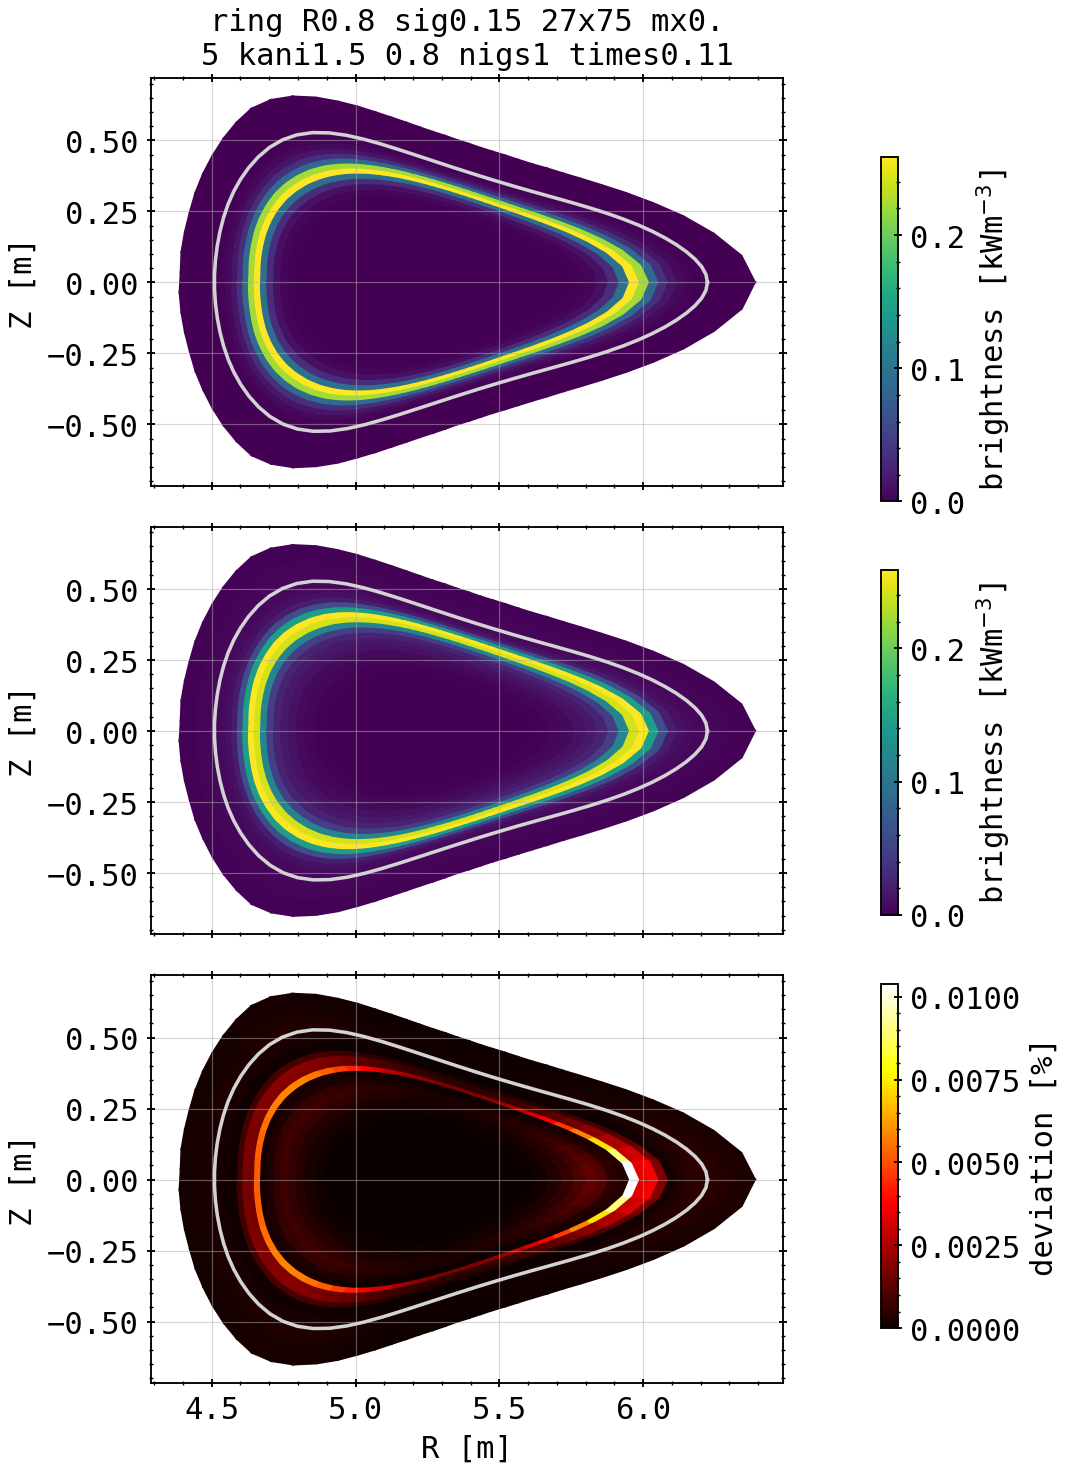 ring R0.8 sig0.15 27x75 mx0.
5 kani1.5 0.8 nigs1 times0.11
0.50
0.25
0.00
−0.25
−0.50
Z [m]
0.2
0.1
0.0
brightness [kWm⁻³]
0.50
0.25
0.00
−0.25
−0.50
Z [m]
0.2
0.1
0.0
brightness [kWm⁻³]
0.50
0.25
0.00
−0.25
−0.50
Z [m]
4.5 5.0 5.5 6.0
R [m]
0.0100
0.0075
0.0050
0.0025
0.0000
deviation [%]